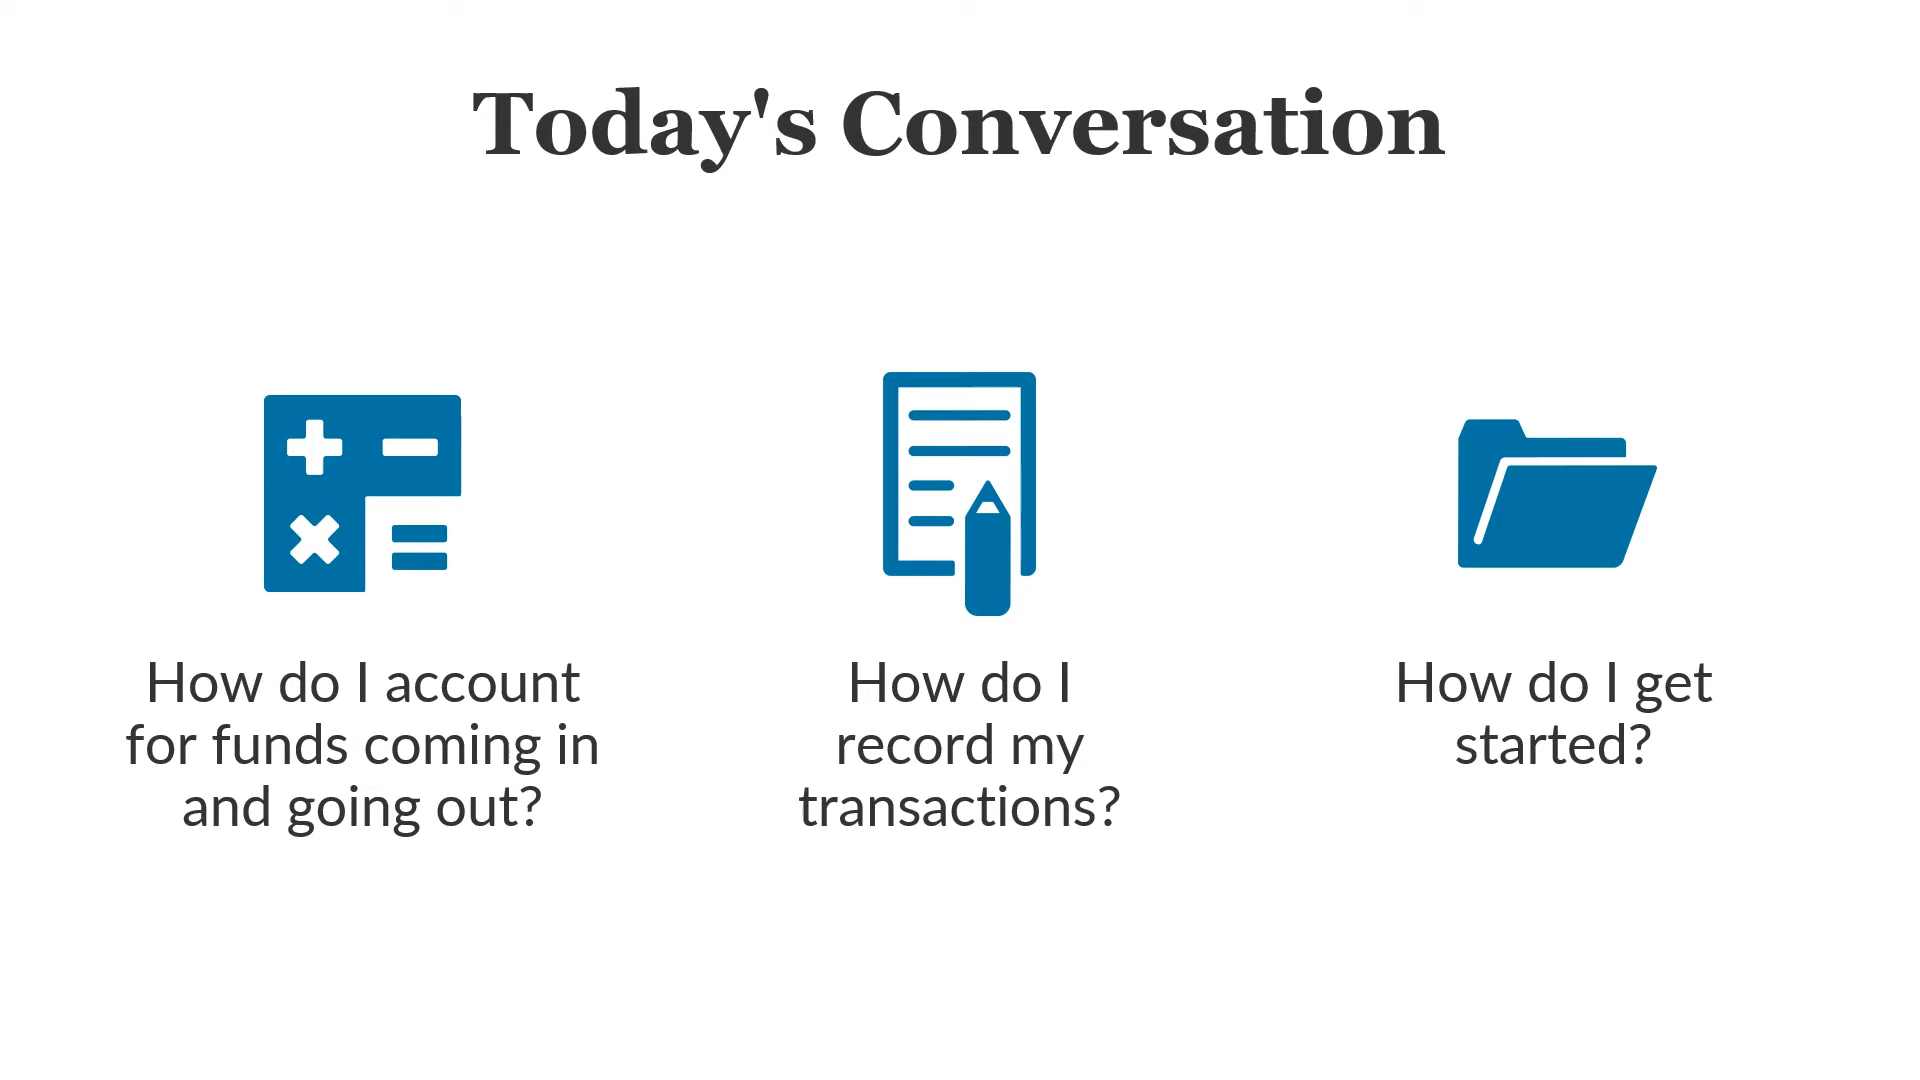 Today's Conversation
How do I account
for funds coming in
and going out?
How do I
record my
transactions?
How do I get
started?